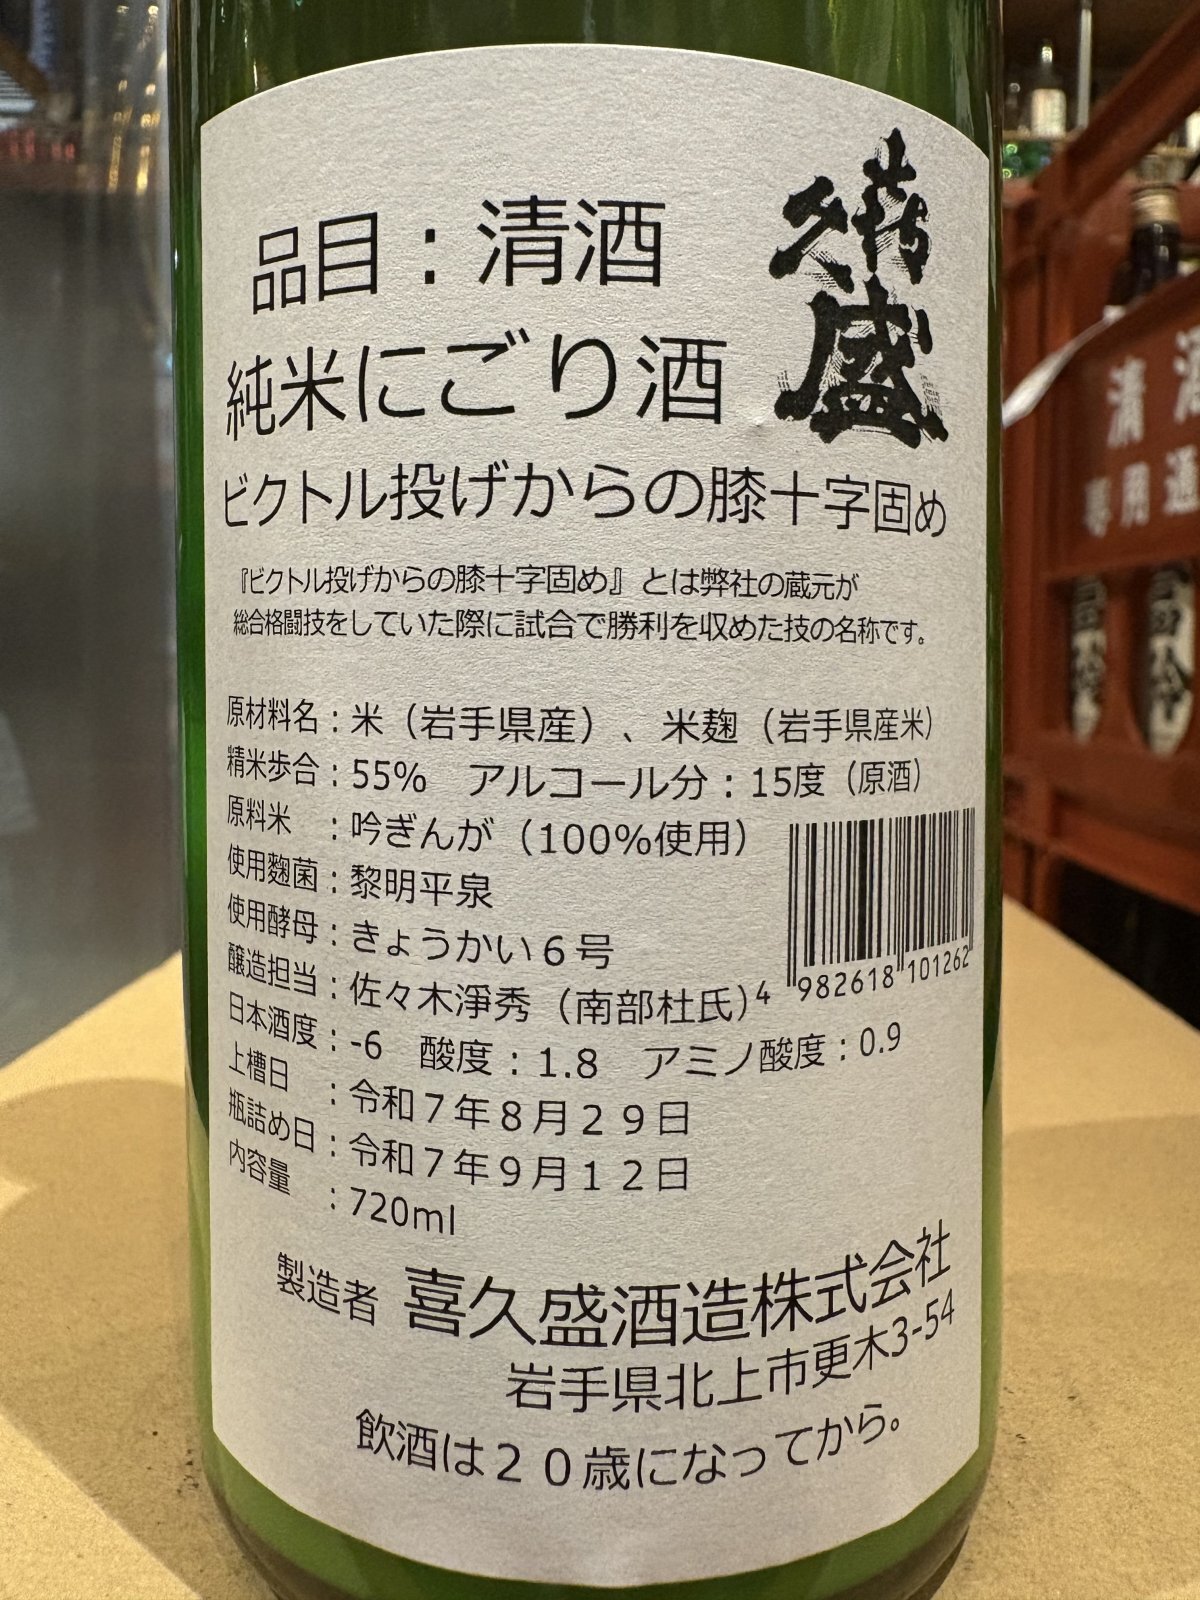 喜久盛
品目：清酒
純米にごり酒
ビクトル投げからの膝十字固め
『ビクトル投げからの膝十字固め』とは弊社の蔵元が
総合格闘技をしていた際に試合で勝利を収めた技の名称です。
原材料名：米（岩手県産）、米麹（岩手県産米）
精米歩合：55%　アルコール分：15度（原酒）
原料米　：吟ぎんが（100%使用）
使用麹菌：黎明平泉
使用酵母：きょうかい６号
醸造担当：佐々木淨秀（南部杜氏）
日本酒度：-6　酸度：1.8　アミノ酸度：0.9
上槽日　：令和７年８月２９日
瓶詰め日：令和７年９月１２日
内容量　：720ml
4 982618 101262
製造者 喜久盛酒造株式会社
岩手県北上市更木3-54
飲酒は２０歳になってから。
清酒
専用通